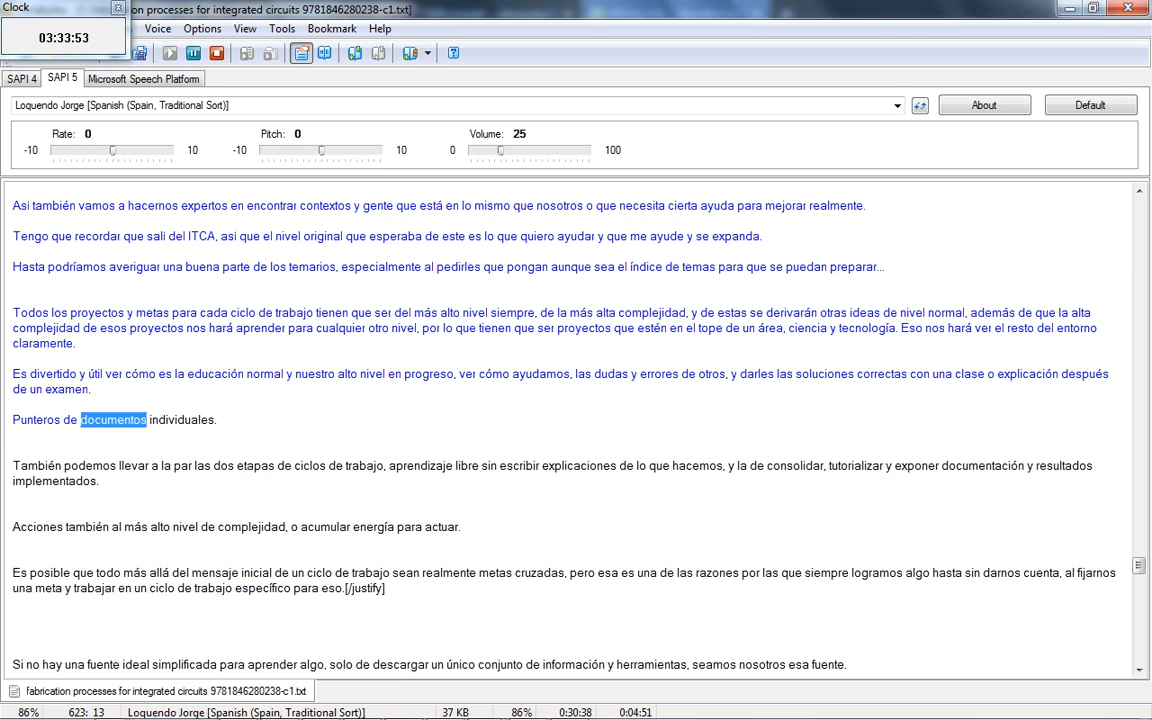 Clock
on processes for integrated circuits 9781846280238-c1.txt]
03:33:53
Voice Options View Tools Bookmark Help
SAPI 4 SAPI 5 Microsoft Speech Platform
Loquendo Jorge [Spanish (Spain, Traditional Sort)] About Default
Rate: 0 Pitch: 0 Volume: 25
-10 10 -10 10 0 100
Asi también vamos a hacernos expertos en encontrar contextos y gente que está en lo mismo que nosotros o que necesita cierta ayuda para mejorar realmente.
Tengo que recordar que sali del ITCA, asi que el nivel original que esperaba de este es lo que quiero ayudar y que me ayude y se expanda.
Hasta podríamos averiguar una buena parte de los temarios, especialmente al pedirles que pongan aunque sea el índice de temas para que se puedan preparar...
Todos los proyectos y metas para cada ciclo de trabajo tienen que ser del más alto nivel siempre, de la más alta complejidad, y de estas se derivarán otras ideas de nivel normal, además de que la alta
complejidad de esos proyectos nos hará aprender para cualquier otro nivel, por lo que tienen que ser proyectos que estén en el tope de un área, ciencia y tecnología. Eso nos hará ver el resto del entorno
claramente.
Es divertido y útil ver cómo es la educación normal y nuestro alto nivel en progreso, ver cómo ayudamos, las dudas y errores de otros, y darles las soluciones correctas con una clase o explicación después
de un examen.
Punteros de documentos individuales.
También podemos llevar a la par las dos etapas de ciclos de trabajo, aprendizaje libre sin escribir explicaciones de lo que hacemos, y la de consolidar, tutorializar y exponer documentación y resultados
implementados.
Acciones también al más alto nivel de complejidad, o acumular energía para actuar.
Es posible que todo más allá del mensaje inicial de un ciclo de trabajo sean realmente metas cruzadas, pero esa es una de las razones por las que siempre logramos algo hasta sin darnos cuenta, al fijarnos
una meta y trabajar en un ciclo de trabajo específico para eso.[/justify]
Si no hay una fuente ideal simplificada para aprender algo, solo de descargar un único conjunto de información y herramientas, seamos nosotros esa fuente.
fabrication processes for integrated circuits 9781846280238-c1.txt
86% 623: 13 Loquendo Jorge [Spanish (Spain, Traditional Sort)] 37 KB 86% 0:30:38 0:04:51